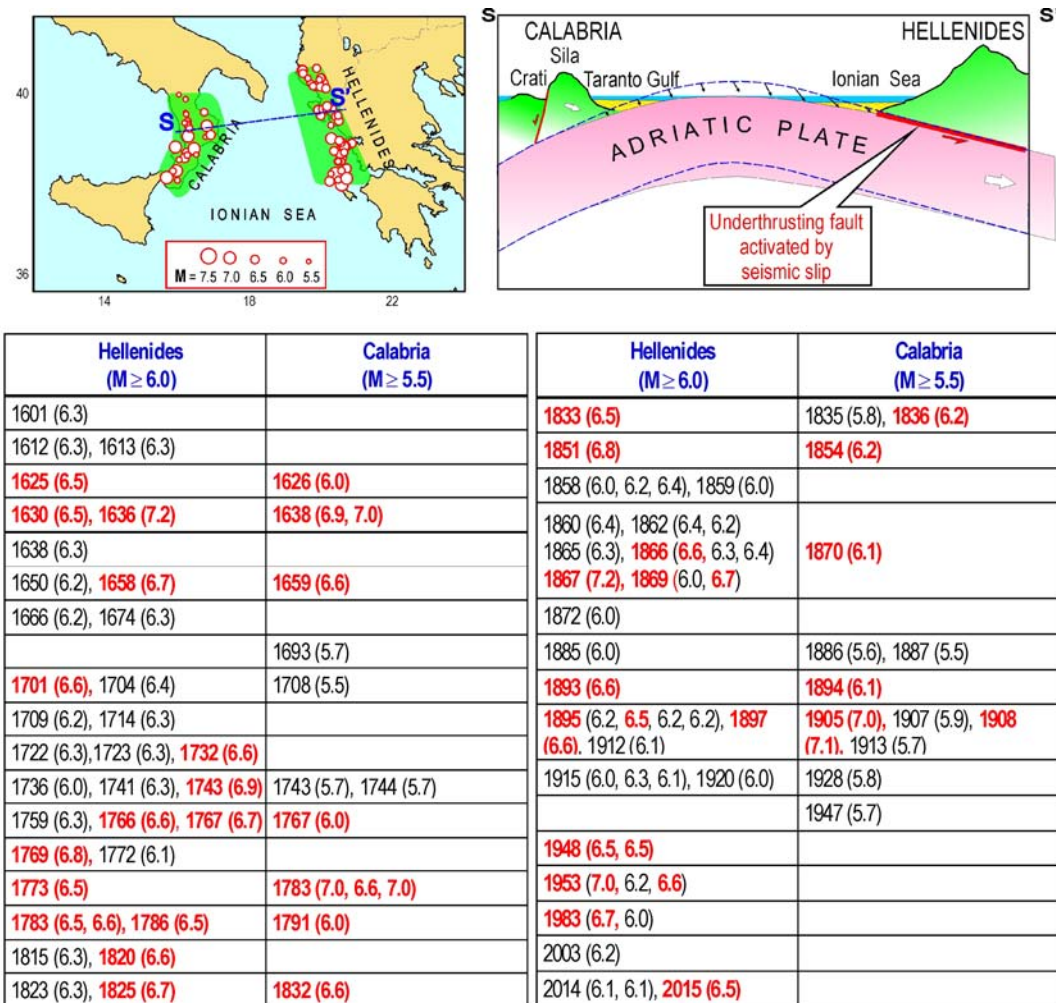 S
S'
CALABRIA
HELLENIDES
Sila
Crati
Taranto Gulf
Ionian Sea
ADRIATIC PLATE
Underthrusting fault
activated by
seismic slip
40
36
14
18
22
S
S'
HELLENIDES
CALABRIA
IONIAN SEA
M = 7.5 7.0 6.5 6.0 5.5
Hellenides
(M ≥ 6.0)
Calabria
(M ≥ 5.5)
1601 (6.3)
1612 (6.3), 1613 (6.3)
1625 (6.5)
1626 (6.0)
1630 (6.5), 1636 (7.2)
1638 (6.9, 7.0)
1638 (6.3)
1650 (6.2), 1658 (6.7)
1659 (6.6)
1666 (6.2), 1674 (6.3)
1693 (5.7)
1701 (6.6), 1704 (6.4)
1708 (5.5)
1709 (6.2), 1714 (6.3)
1722 (6.3),1723 (6.3), 1732 (6.6)
1736 (6.0), 1741 (6.3), 1743 (6.9)
1743 (5.7), 1744 (5.7)
1759 (6.3), 1766 (6.6), 1767 (6.7)
1767 (6.0)
1769 (6.8), 1772 (6.1)
1773 (6.5)
1783 (7.0, 6.6, 7.0)
1783 (6.5, 6.6), 1786 (6.5)
1791 (6.0)
1815 (6.3), 1820 (6.6)
1823 (6.3), 1825 (6.7)
1832 (6.6)
Hellenides
(M ≥ 6.0)
Calabria
(M ≥ 5.5)
1833 (6.5)
1835 (5.8), 1836 (6.2)
1851 (6.8)
1854 (6.2)
1858 (6.0, 6.2, 6.4), 1859 (6.0)
1860 (6.4), 1862 (6.4, 6.2)
1865 (6.3), 1866 (6.6, 6.3, 6.4)
1867 (7.2), 1869 (6.0, 6.7)
1870 (6.1)
1872 (6.0)
1885 (6.0)
1886 (5.6), 1887 (5.5)
1893 (6.6)
1894 (6.1)
1895 (6.2, 6.5, 6.2, 6.2), 1897
(6.6), 1912 (6.1)
1905 (7.0), 1907 (5.9), 1908
(7.1), 1913 (5.7)
1915 (6.0, 6.3, 6.1), 1920 (6.0)
1928 (5.8)
1947 (5.7)
1948 (6.5, 6.5)
1953 (7.0, 6.2, 6.6)
1983 (6.7, 6.0)
2003 (6.2)
2014 (6.1, 6.1), 2015 (6.5)